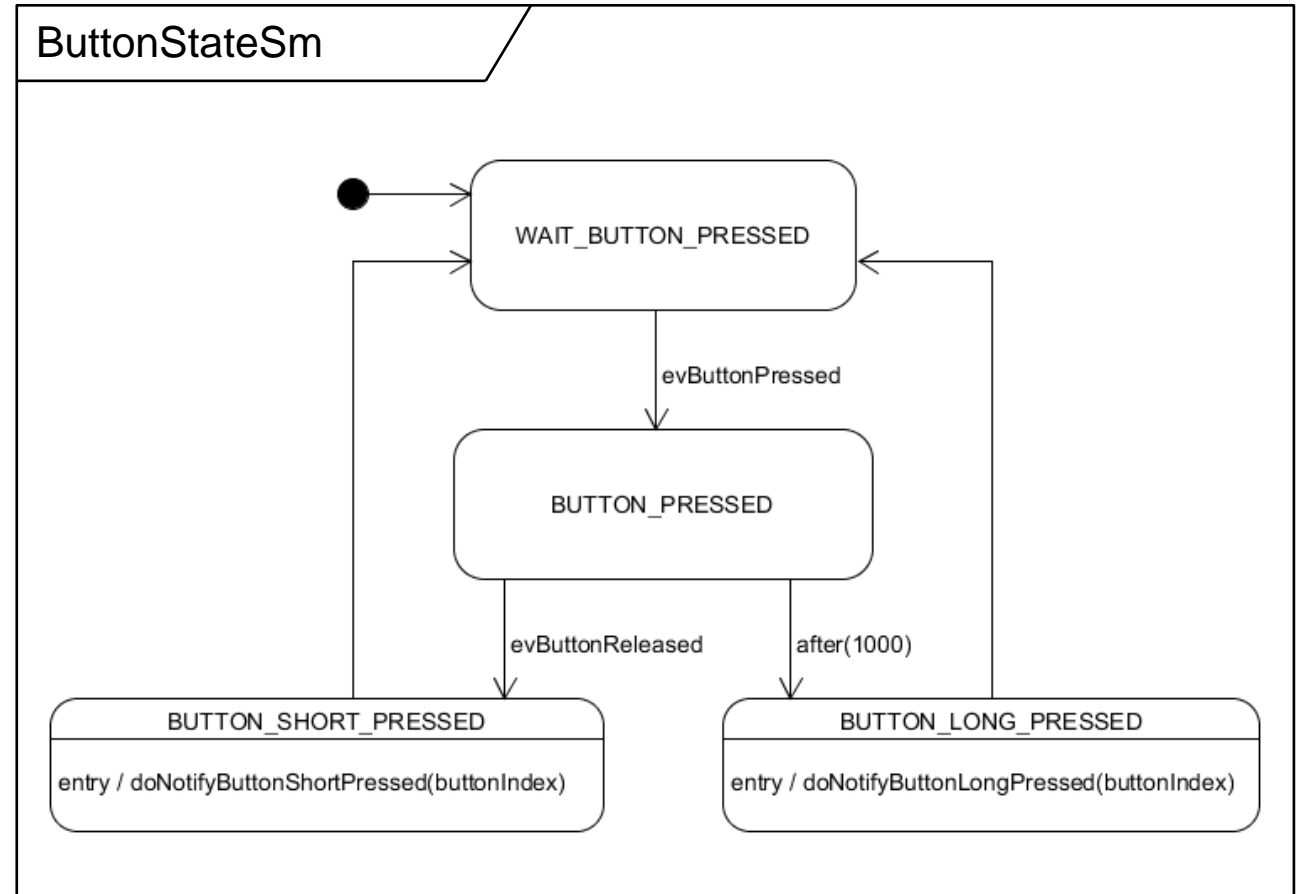 ButtonStateSm
WAIT_BUTTON_PRESSED
evButtonPressed
BUTTON_PRESSED
evButtonReleased
after(1000)
BUTTON_SHORT_PRESSED
entry / doNotifyButtonShortPressed(buttonIndex)
BUTTON_LONG_PRESSED
entry / doNotifyButtonLongPressed(buttonIndex)